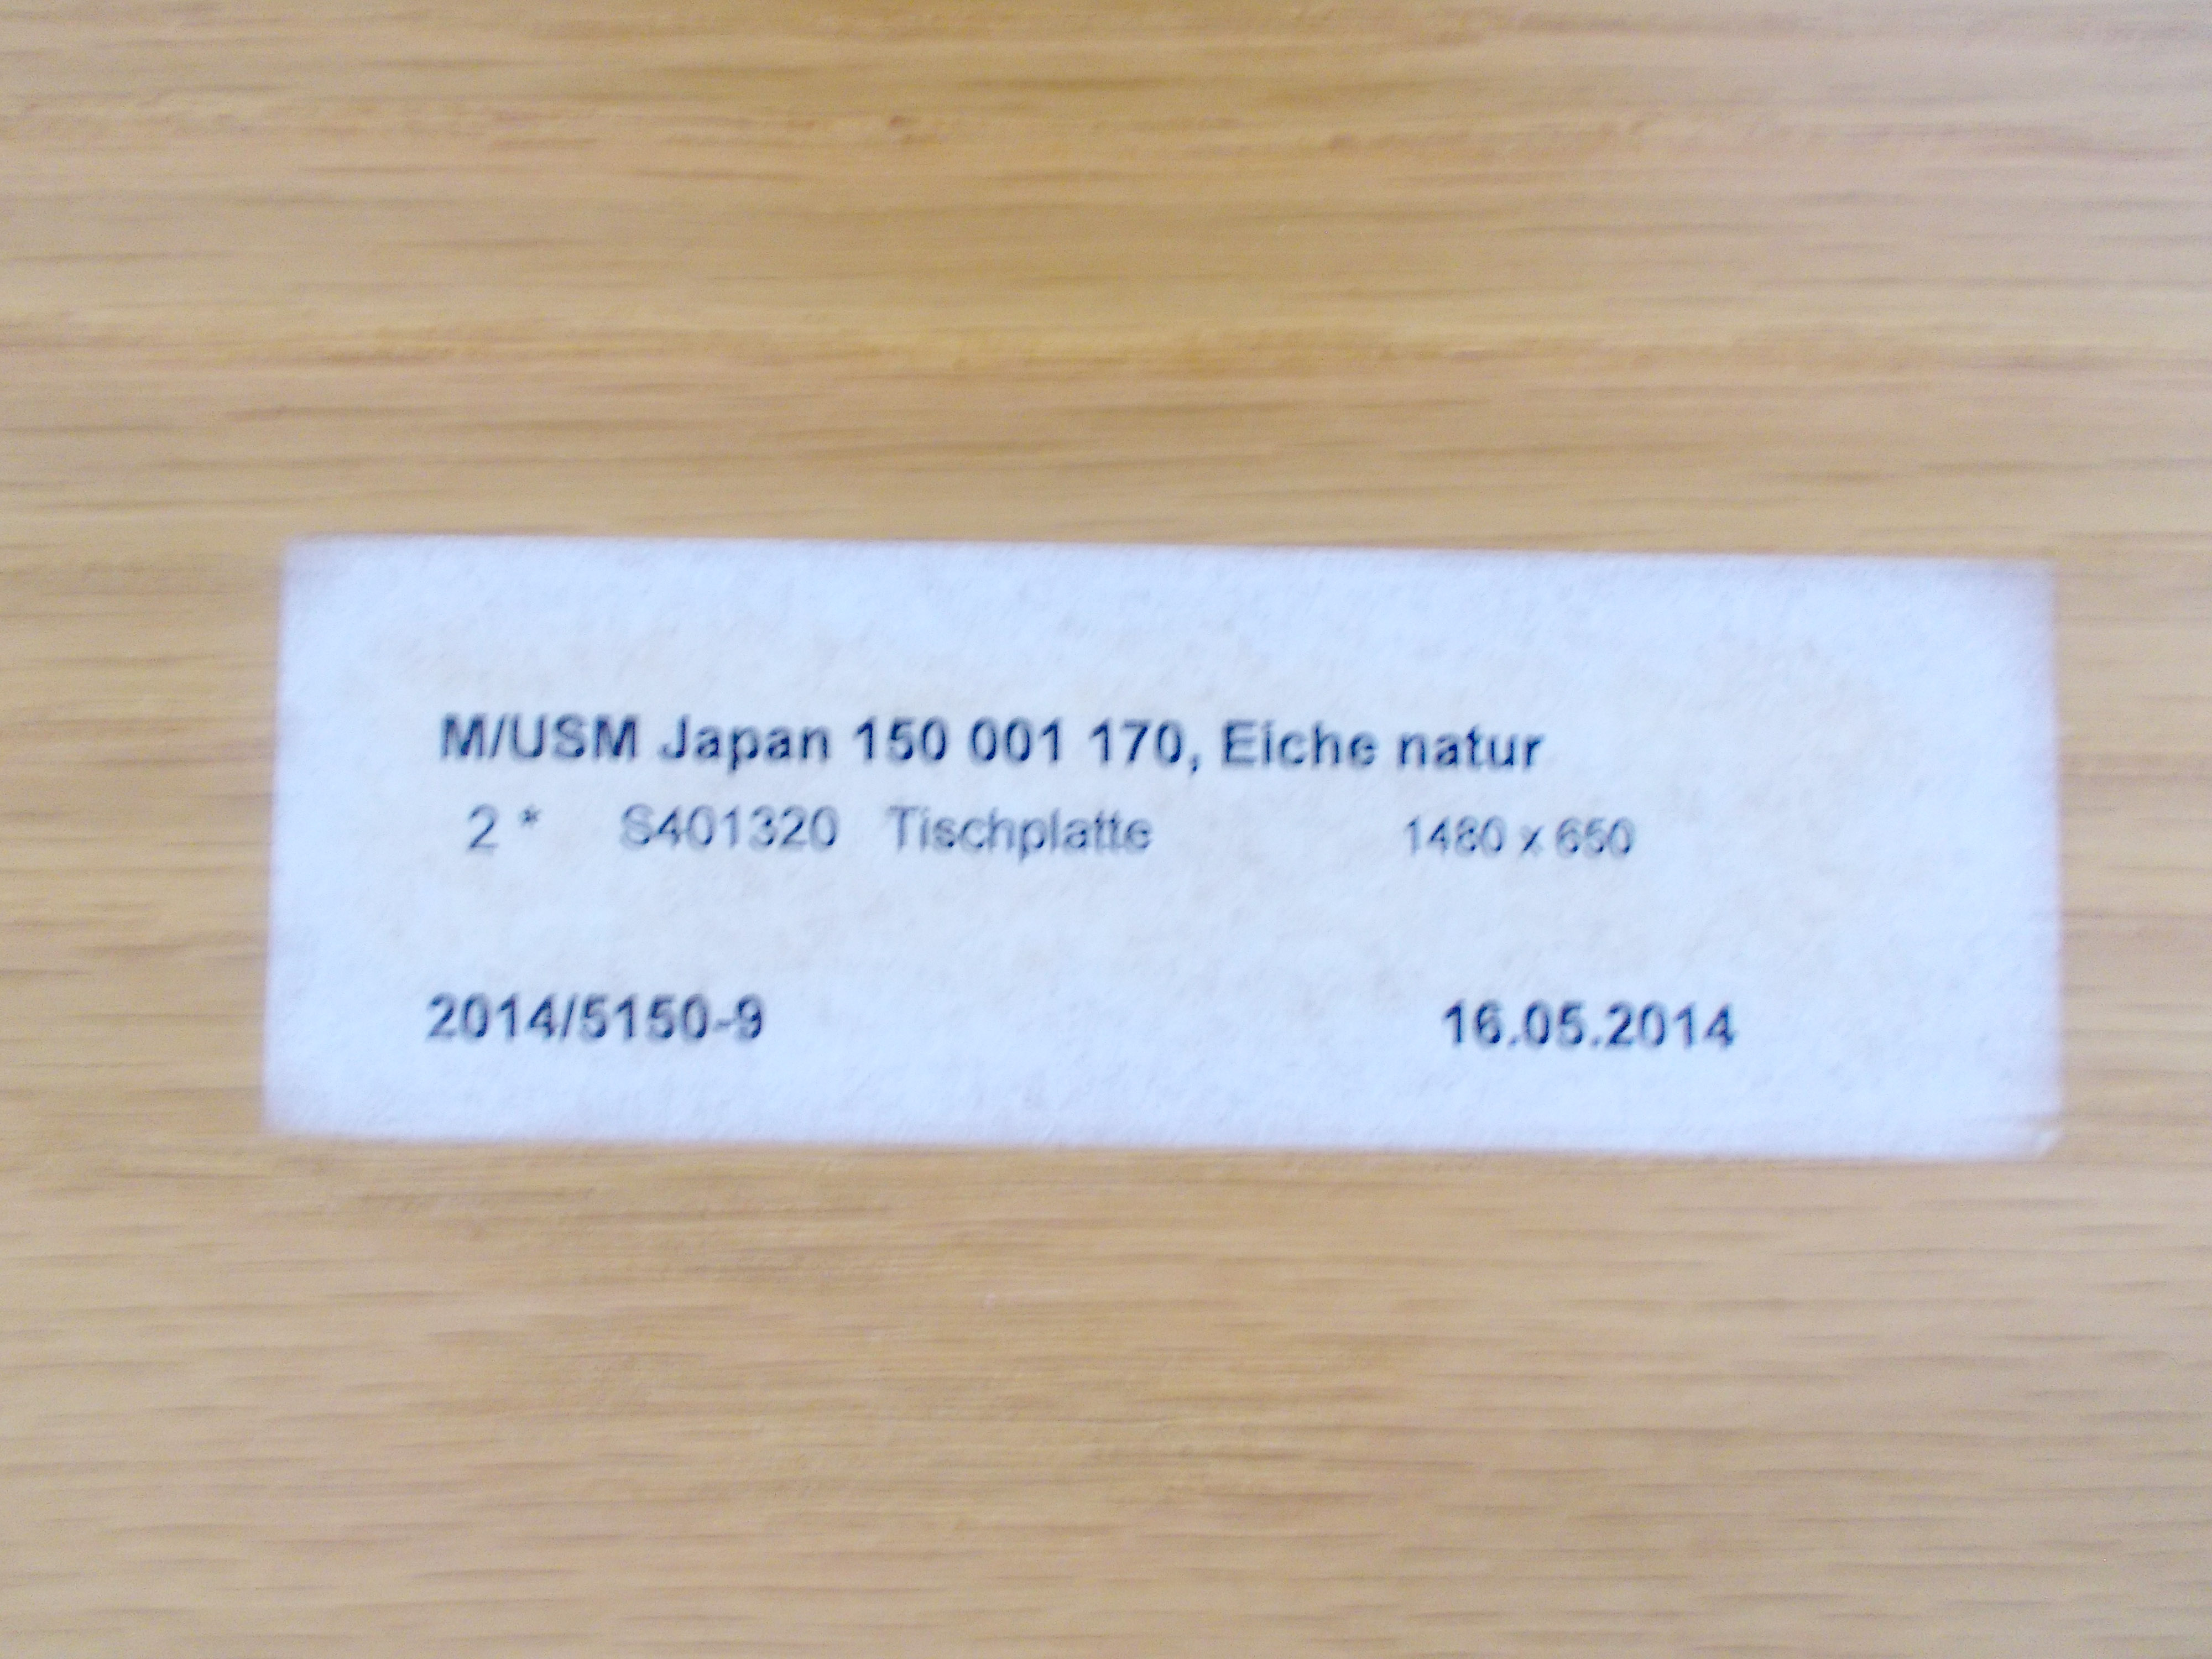 M/USM Japan 150 001 170, Eiche natur
2 * S401320 Tischplatte 1480 x 650
2014/5150-9 16.05.2014